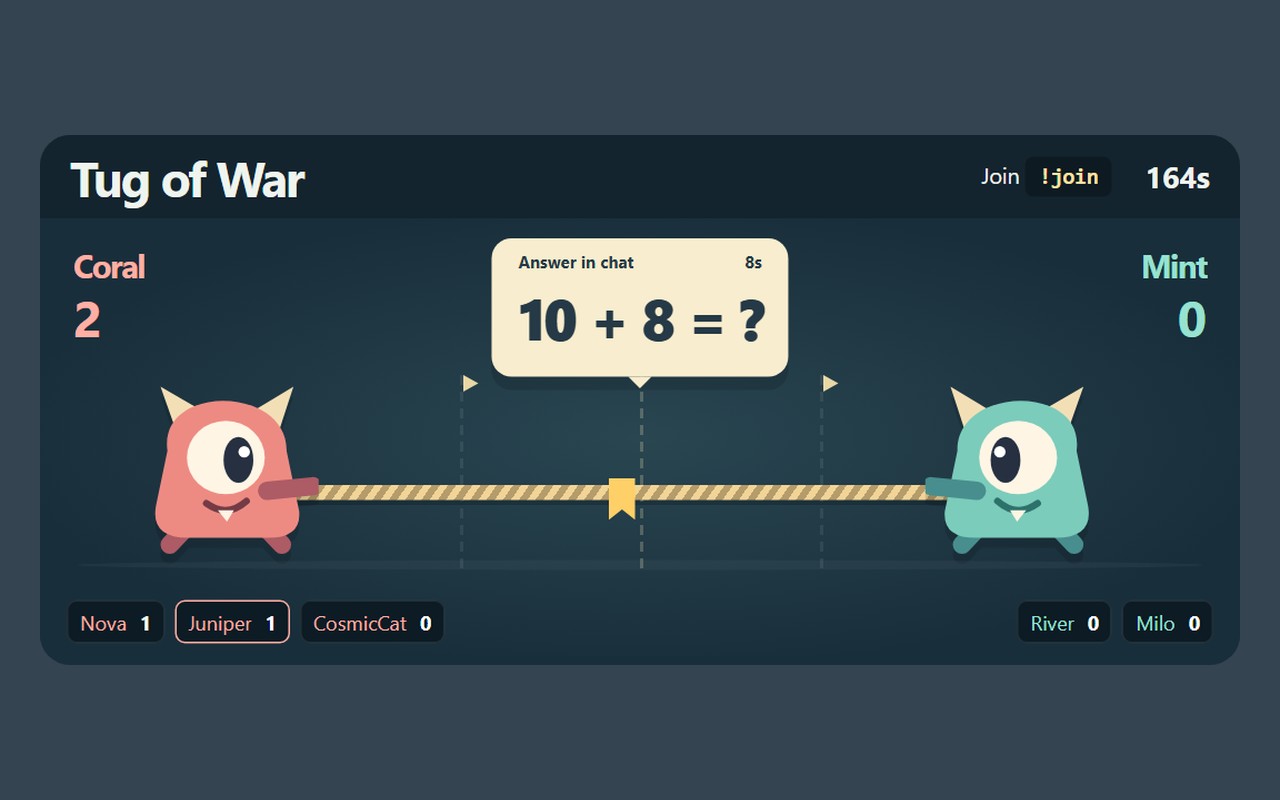 Tug of War
Join !join 164s
Coral
2
Answer in chat 8s
10 + 8 = ?
Mint
0
Nova 1
Juniper 1
CosmicCat 0
River 0
Milo 0